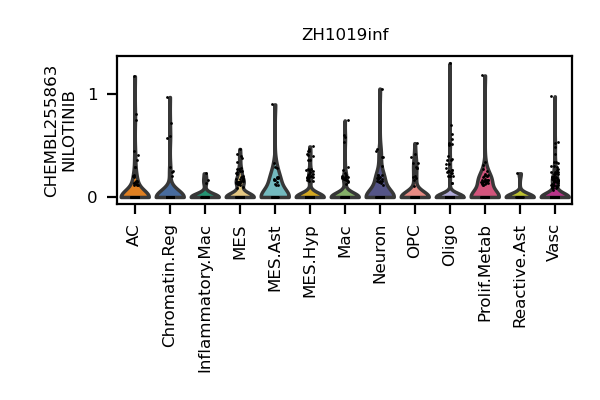 ZH1019inf
CHEMBL255863
NILOTINIB
1
0
AC
Chromatin.Reg
Inflammatory.Mac
MES
MES.Ast
MES.Hyp
Mac
Neuron
OPC
Oligo
Prolif.Metab
Reactive.Ast
Vasc